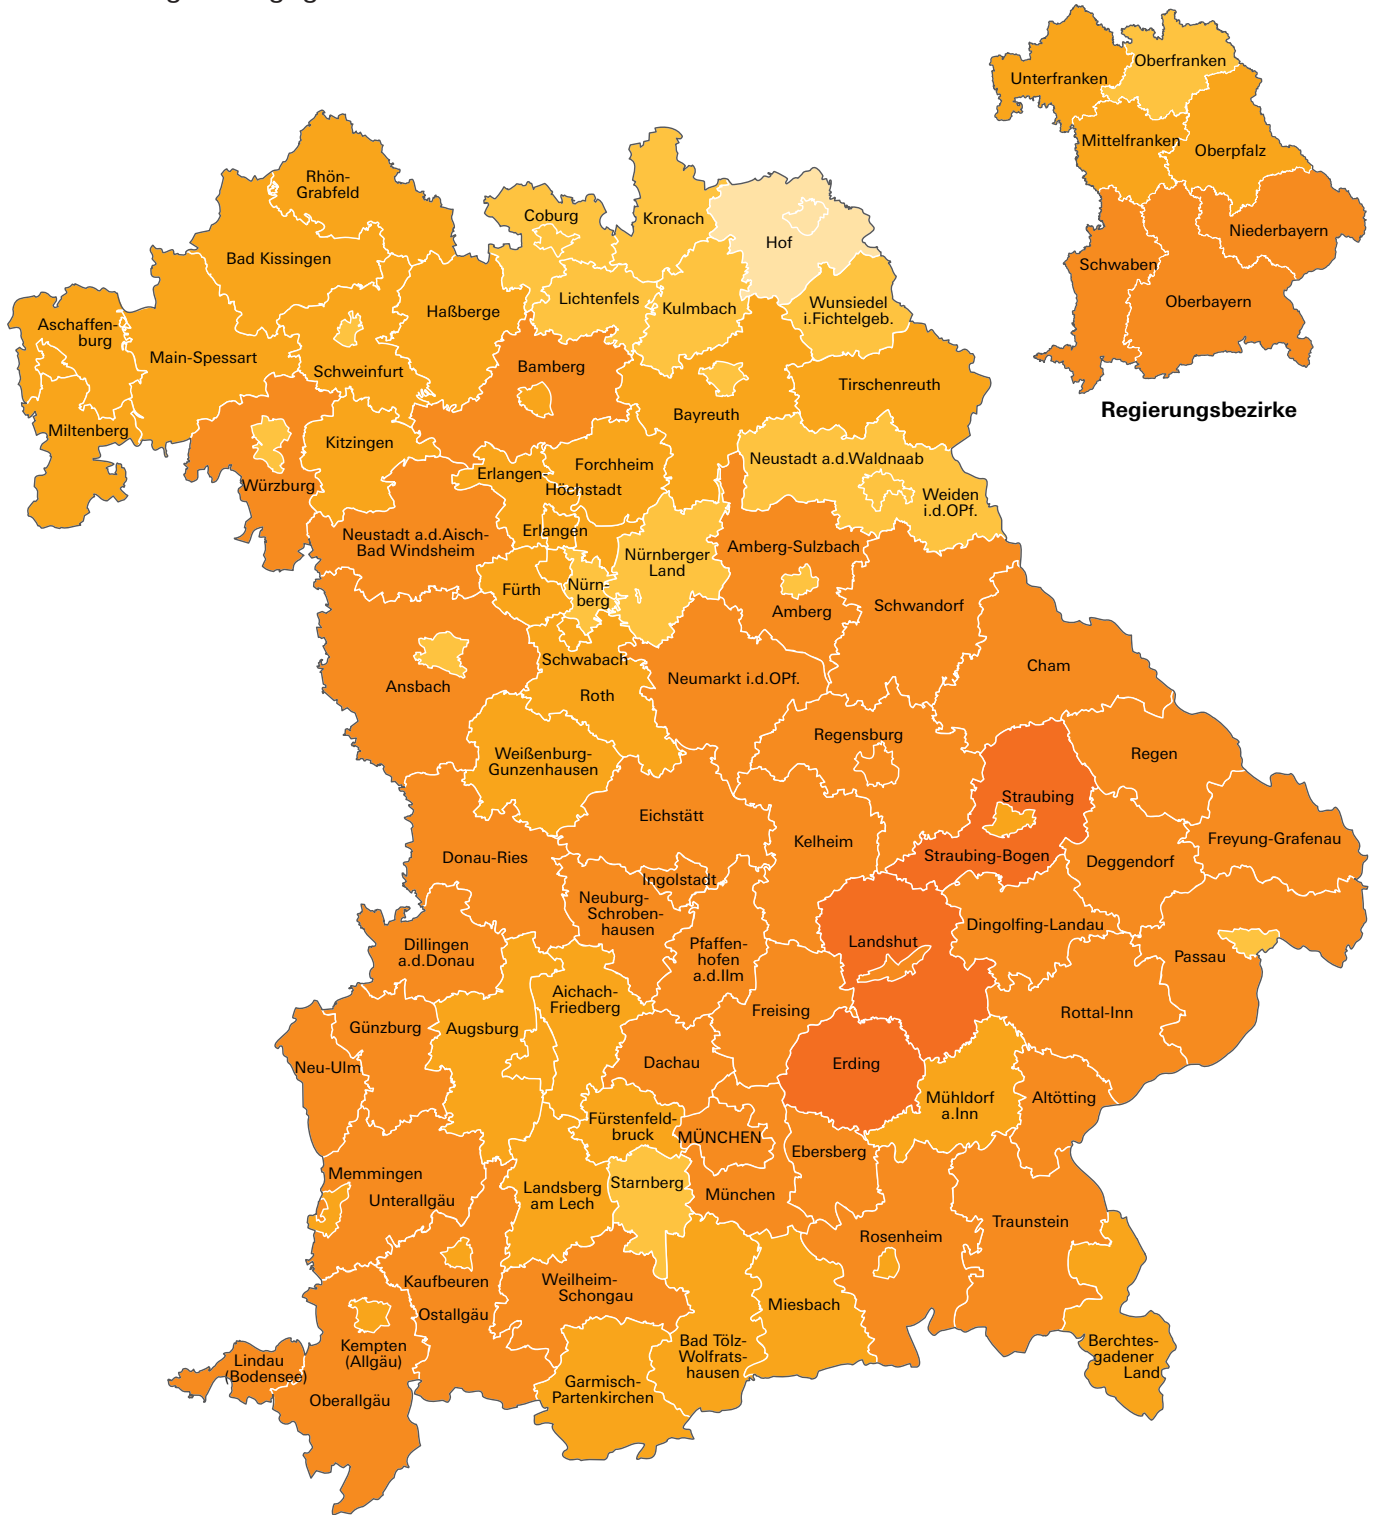 Oberfranken
Unterfranken
Mittelfranken
Oberpfalz
Niederbayern
Schwaben
Oberbayern
Regierungsbezirke
Rhön-
Grabfeld
Coburg
Kronach
Hof
Bad Kissingen
Lichtenfels
Kulmbach
Wunsiedel
i.Fichtelgeb.
Haßberge
Aschaffen-
burg
Main-Spessart
Schweinfurt
Bamberg
Tirschenreuth
Bayreuth
Miltenberg
Kitzingen
Würzburg
Erlangen-
Höchstadt
Forchheim
Neustadt a.d.Waldnaab
Weiden
i.d.OPf.
Neustadt a.d.Aisch-
Bad Windsheim
Erlangen
Nürnberger
Land
Amberg-Sulzbach
Fürth
Nürn-
berg
Amberg
Schwandorf
Schwabach
Ansbach
Roth
Neumarkt i.d.OPf.
Cham
Regensburg
Weißenburg-
Gunzenhausen
Regen
Straubing
Eichstätt
Kelheim
Freyung-Grafenau
Donau-Ries
Straubing-Bogen
Deggendorf
Ingolstadt
Neuburg-
Schroben-
hausen
Dingolfing-Landau
Dillingen
a.d.Donau
Pfaffen-
hofen
a.d.Ilm
Landshut
Passau
Aichach-
Friedberg
Freising
Rottal-Inn
Günzburg
Augsburg
Neu-Ulm
Dachau
Erding
Mühldorf
a.Inn
Altötting
Fürstenfeld-
bruck
MÜNCHEN
Ebersberg
Memmingen
Unterallgäu
Landsberg
am Lech
Starnberg
München
Traunstein
Rosenheim
Kaufbeuren
Ostallgäu
Weilheim-
Schongau
Miesbach
Kempten
(Allgäu)
Bad Tölz-
Wolfrats-
hausen
Berchtes-
gadener
Land
Lindau
(Bodensee)
Oberallgäu
Garmisch-
Partenkirchen